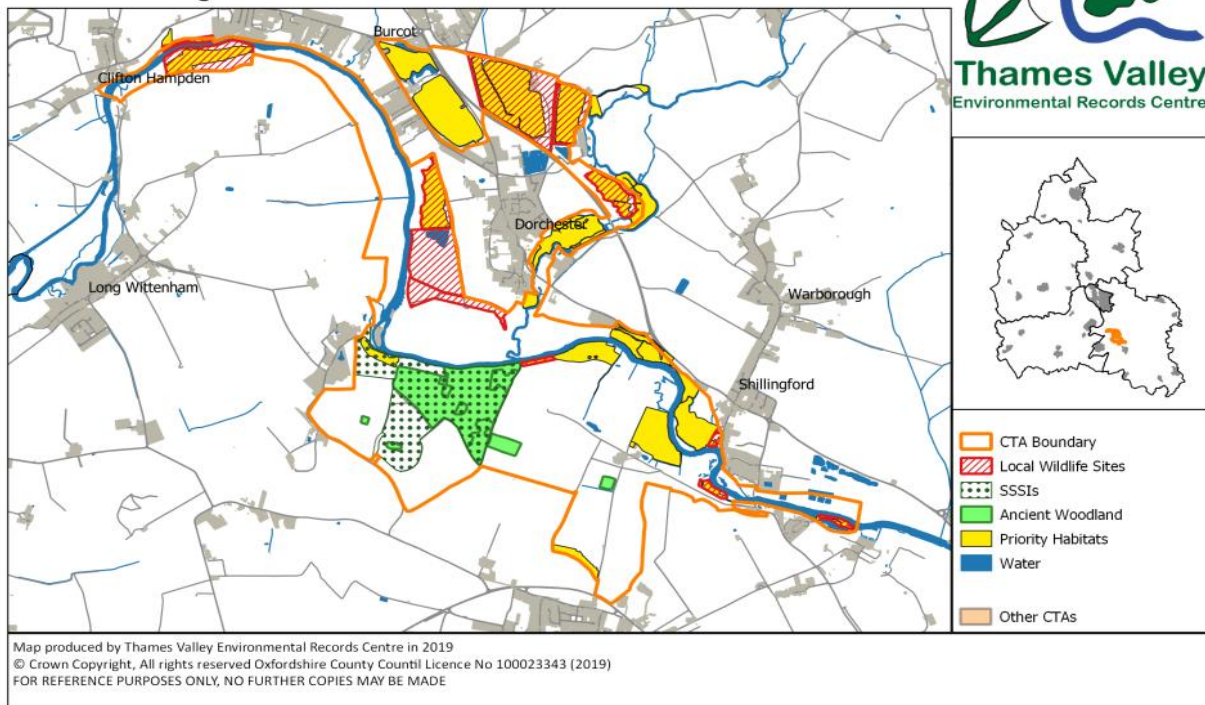 Burcot
Clifton Hampden
Dorchester
Long Wittenham
Warborough
Shillingford
Thames Valley
Environmental Records Centre
CTA Boundary
Local Wildlife Sites
SSSIs
Ancient Woodland
Priority Habitats
Water
Other CTAs
Map produced by Thames Valley Environmental Records Centre in 2019
© Crown Copyright, All rights reserved Oxfordshire County Council Licence No 100023343 (2019)
FOR REFERENCE PURPOSES ONLY, NO FURTHER COPIES MAY BE MADE